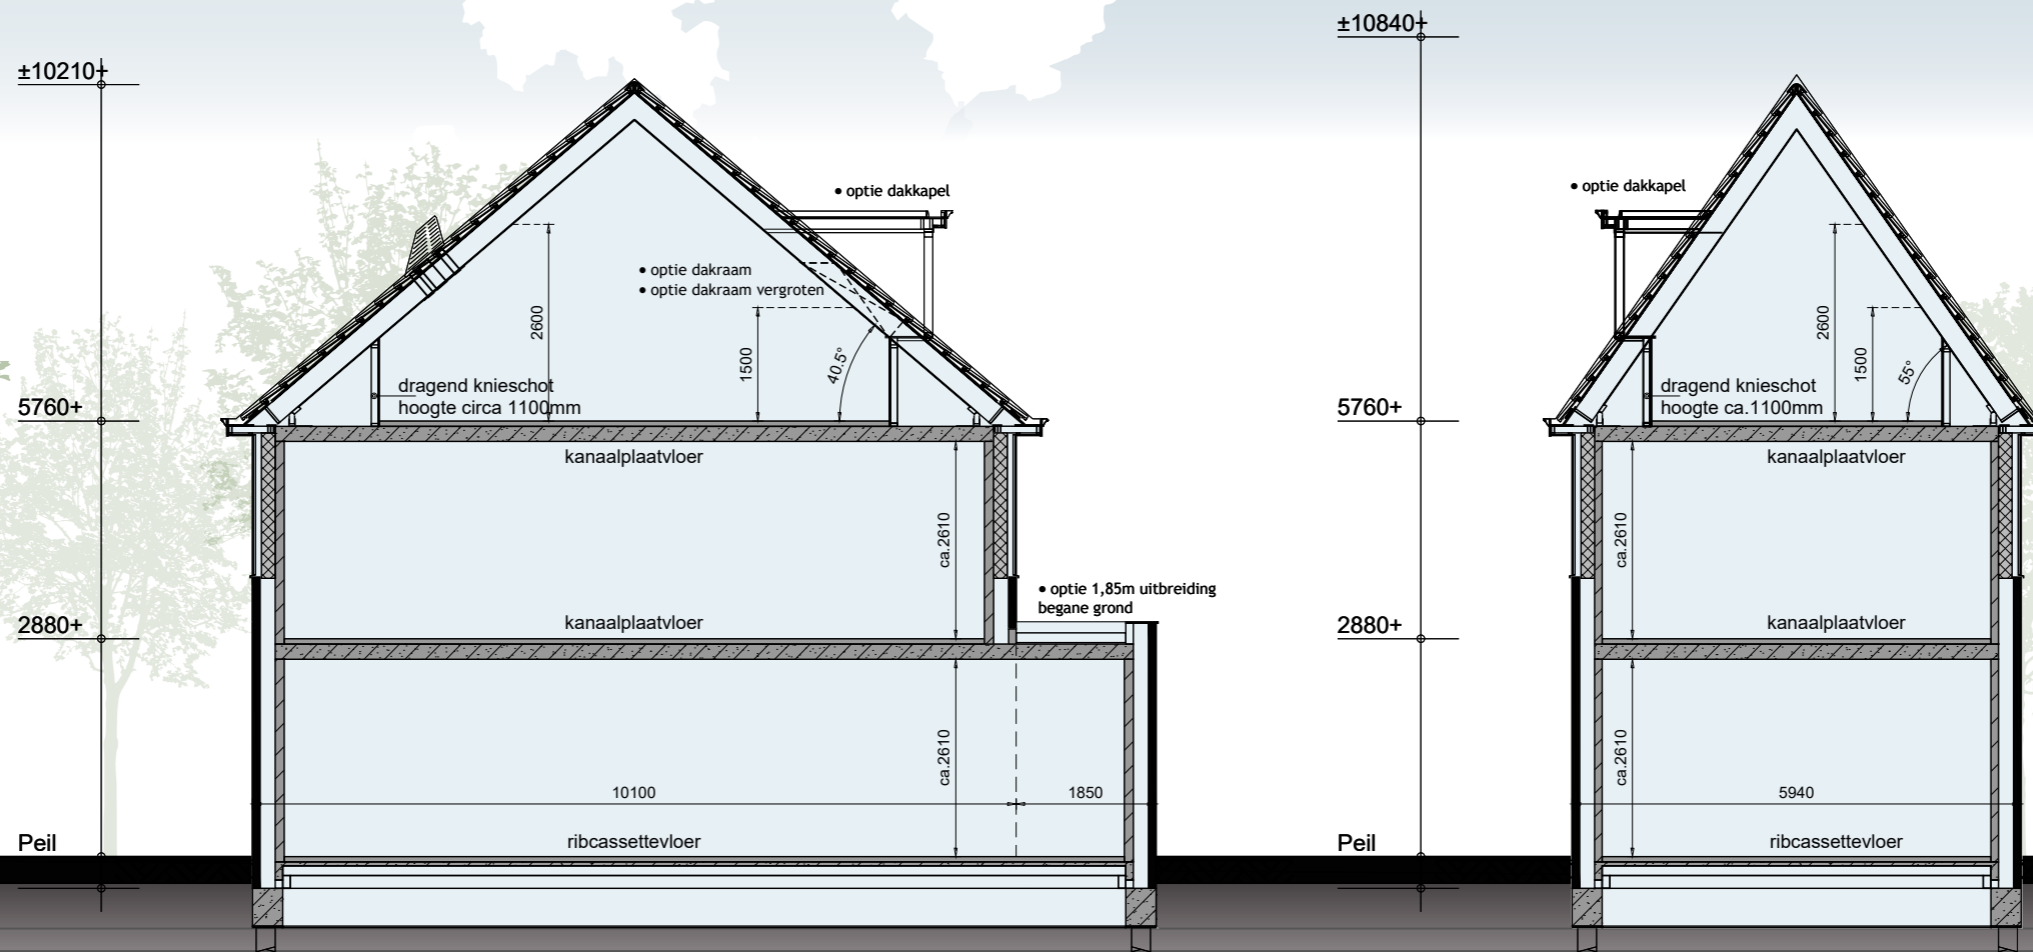 ±10210+
• optie dakkapel
2600
• optie dakraam
• optie dakraam vergroten
1500
40.5°
dragend knieschot
hoogte circa 1100mm
5760+
kanaalplaatvloer
ca.2610
• optie 1,85m uitbreiding
begane grond
kanaalplaatvloer
2880+
ca.2610
10100
1850
ribcassettevloer
Peil
±10840+
• optie dakkapel
2600
1500
55°
dragend knieschot
hoogte ca.1100mm
5760+
kanaalplaatvloer
ca.2610
kanaalplaatvloer
2880+
ca.2610
5940
ribcassettevloer
Peil